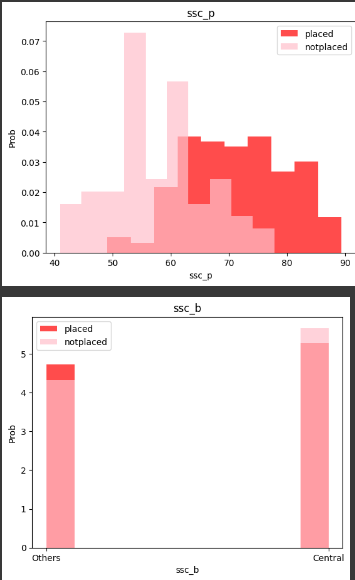 ssc_p
placed
notplaced
0.07
0.06
0.05
0.04
0.03
0.02
0.01
0.00
Prob
40 50 60 70 80 90
ssc_p
ssc_b
placed
notplaced
5
4
3
2
1
0
Prob
Others Central
ssc_b